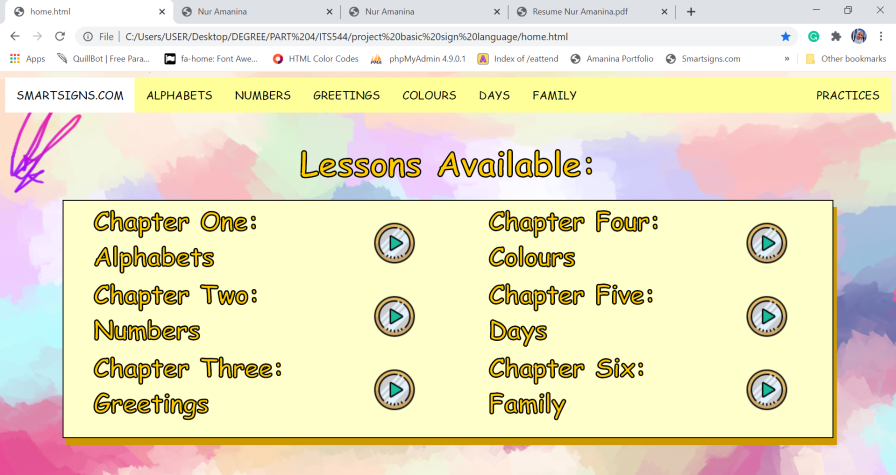 home.html
Nur Amanina
Nur Amanina
Resume Nur Amanina.pdf
File | C:/Users/USER/Desktop/DEGREE/PART%204/ITS544/project%20basic%20sign%20language/home.html
Apps
QuillBot | Free Para...
fa-home: Font Awe...
HTML Color Codes
phpMyAdmin 4.9.0.1
Index of /eattend
Amanina Portfolio
Smartsigns.com
»
Other bookmarks
SMARTSIGNS.COM
ALPHABETS
NUMBERS
GREETINGS
COLOURS
DAYS
FAMILY
PRACTICES
Lessons Available:
Chapter One:
Alphabets
Chapter Two:
Numbers
Chapter Three:
Greetings
Chapter Four:
Colours
Chapter Five:
Days
Chapter Six:
Family